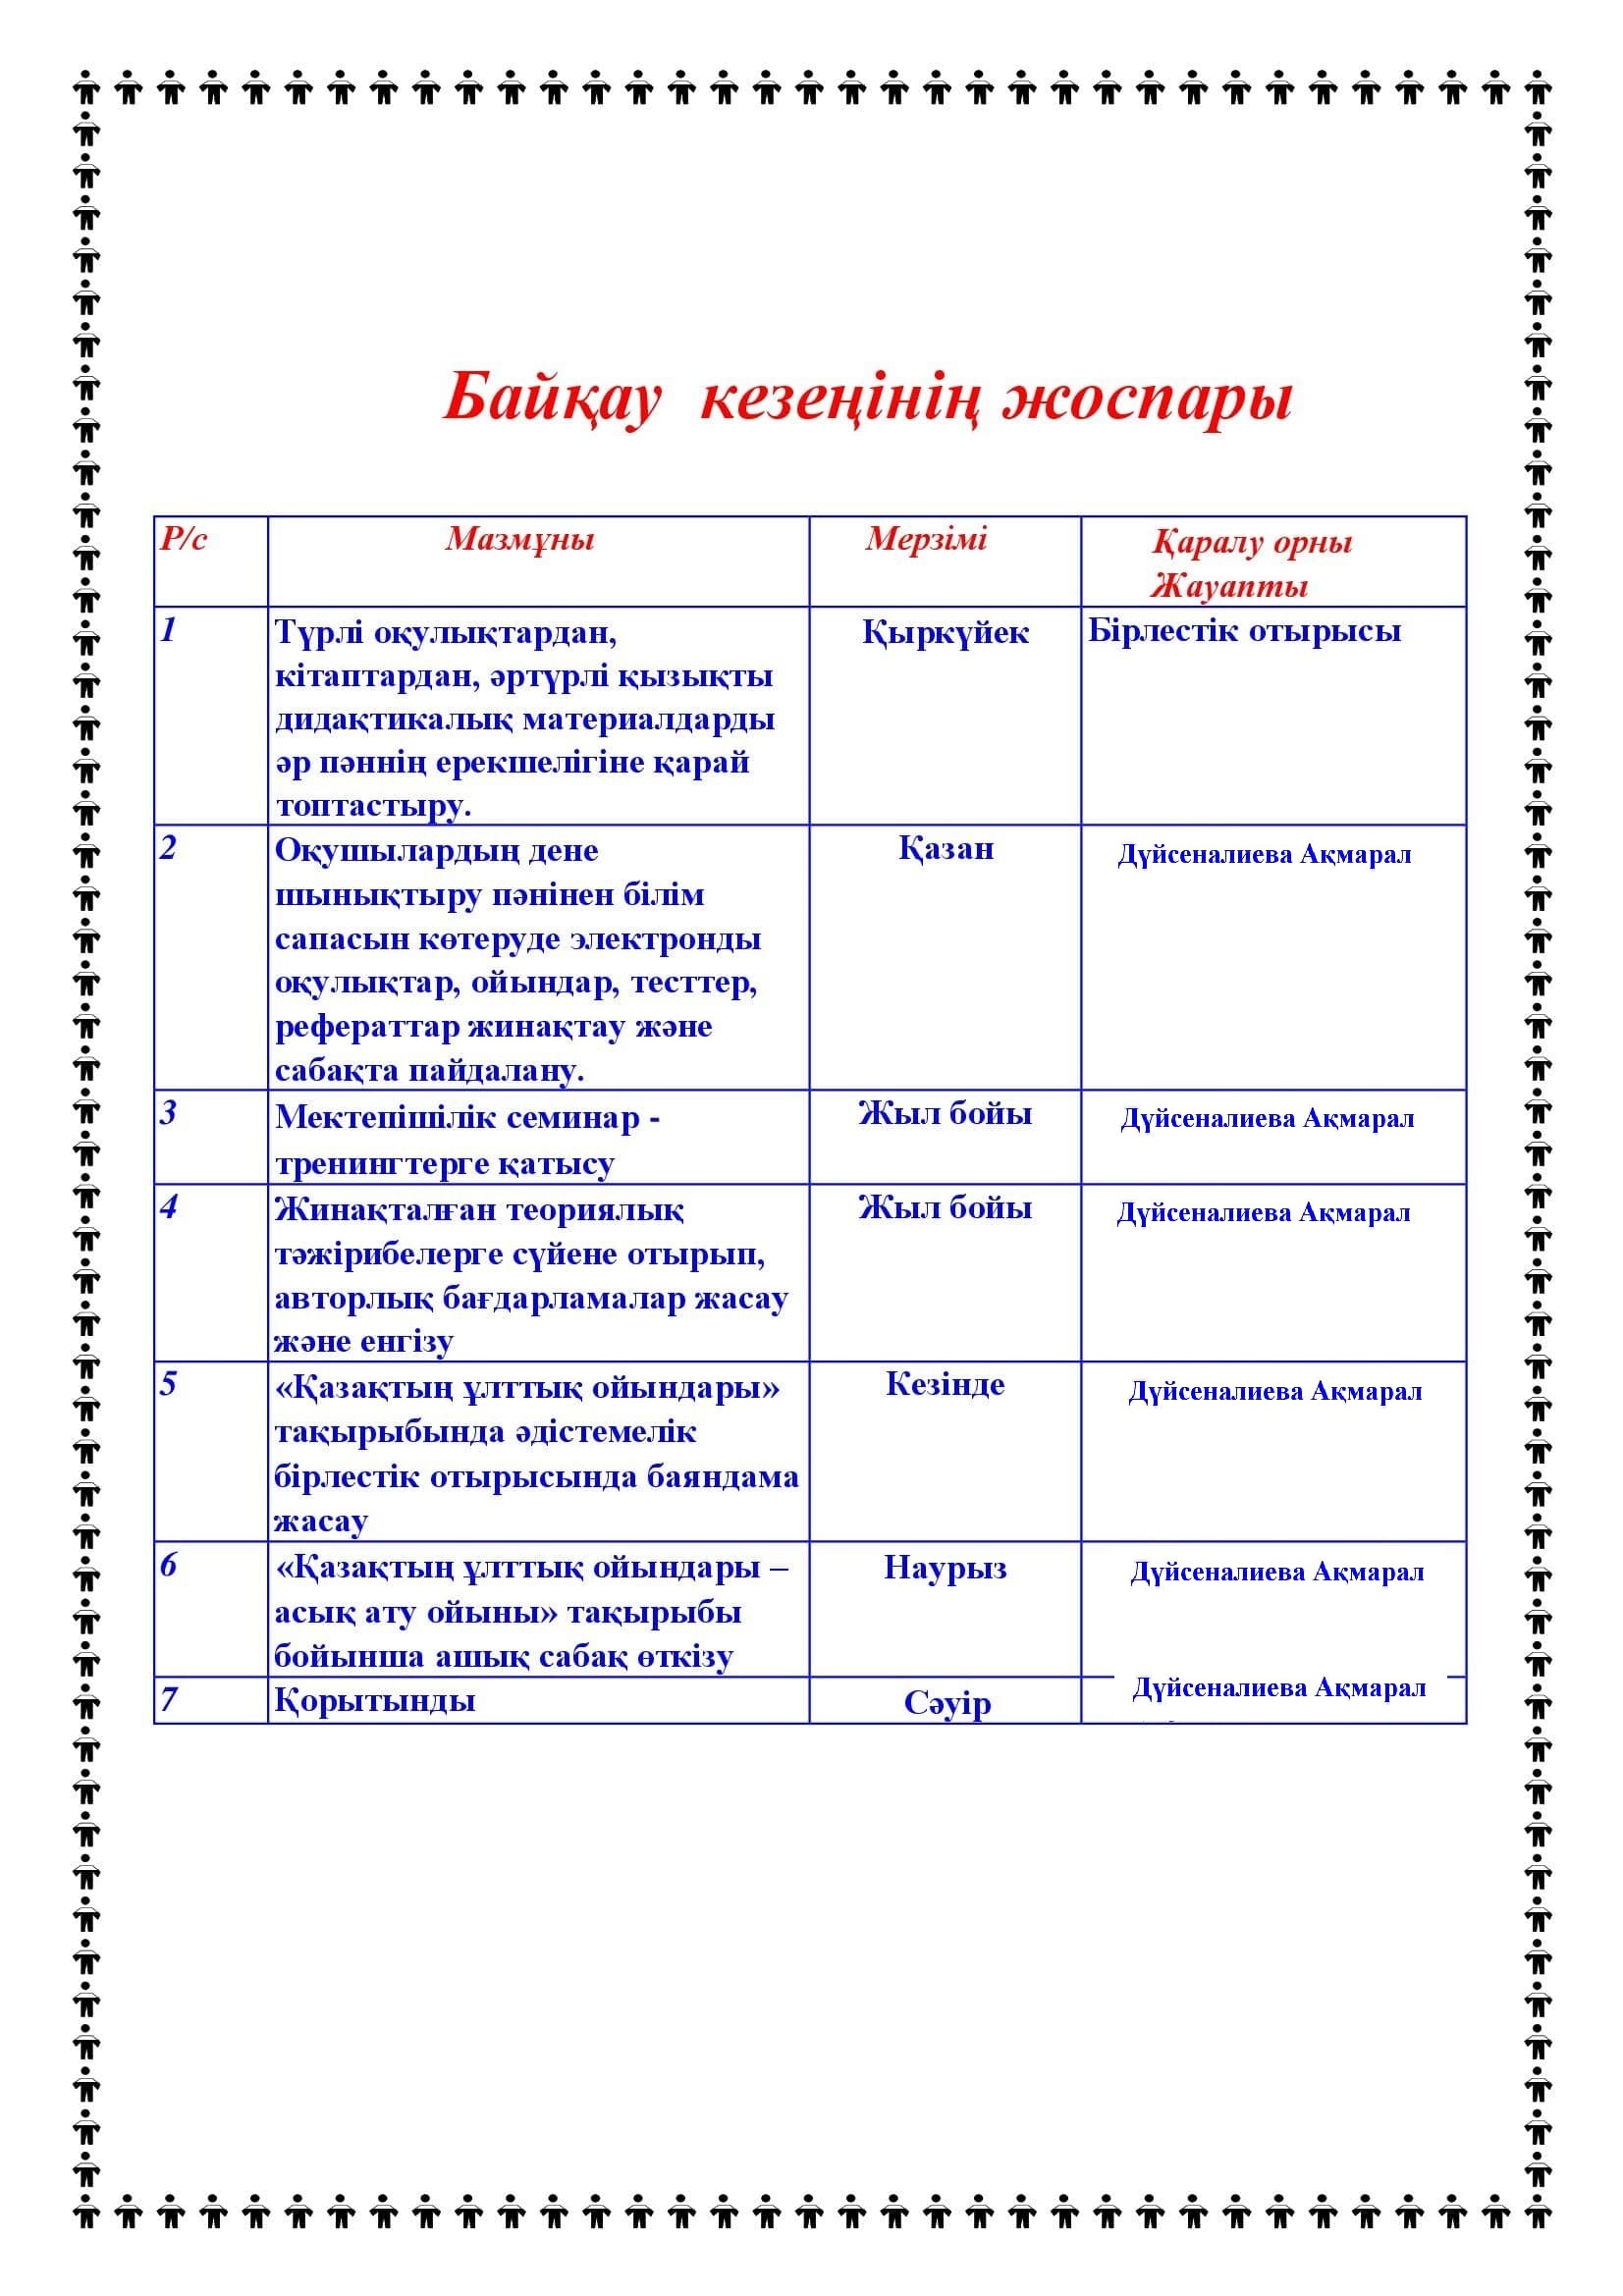 Байқау кезеңінің жоспары
Р/с Мазмұны Мерзімі Қаралу орны
Жауапты
1 Түрлі оқулықтардан, Қыркүйек Бірлестік отырысы
кітаптардан, әртүрлі қызықты
дидақтикалық материалдарды
әр пәннің ерекшелігіне қарай
топтастыру.
2 Оқушылардың дене Қазан Дүйсеналиева Ақмарал
шынықтыру пәнінен білім
сапасын көтеруде электронды
оқулықтар, ойындар, тесттер,
рефераттар жинақтау және
сабақта пайдалану.
3 Мектепішілік семинар - Жыл бойы Дүйсеналиева Ақмарал
тренингтерге қатысу
4 Жинақталған теориялық Жыл бойы Дүйсеналиева Ақмарал
тәжірибелерге сүйене отырып,
авторлық бағдарламалар жасау
және енгізу
5 «Қазақтың ұлттық ойындары» Кезінде Дүйсеналиева Ақмарал
тақырыбында әдістемелік
бірлестік отырысында баяндама
жасау
6 «Қазақтың ұлттық ойындары – Наурыз Дүйсеналиева Ақмарал
асық ату ойыны» тақырыбы
бойынша ашық сабақ өткізу
7 Қорытынды Сәуір Дүйсеналиева Ақмарал